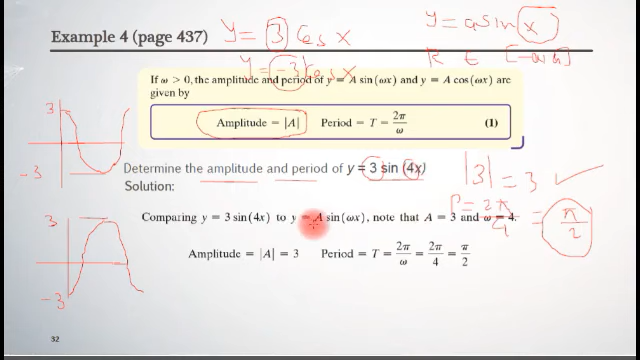 Example 4 (page 437)
y = 3 cos x
y = -3 cos x
y = a sin x
R E [-a, a]
If ω > 0, the amplitude and period of y = A sin(ωx) and y = A cos(ωx) are
given by
Amplitude = |A| Period = T = 2π/ω (1)
3
-3
Determine the amplitude and period of y = 3 sin (4x)
Solution:
|3| = 3 ✓
P = 2π/4 = π/2
Comparing y = 3 sin(4x) to y = A sin(ωx), note that A = 3 and ω = 4.
3
-3
Amplitude = |A| = 3 Period = T = 2π/ω = 2π/4 = π/2
32